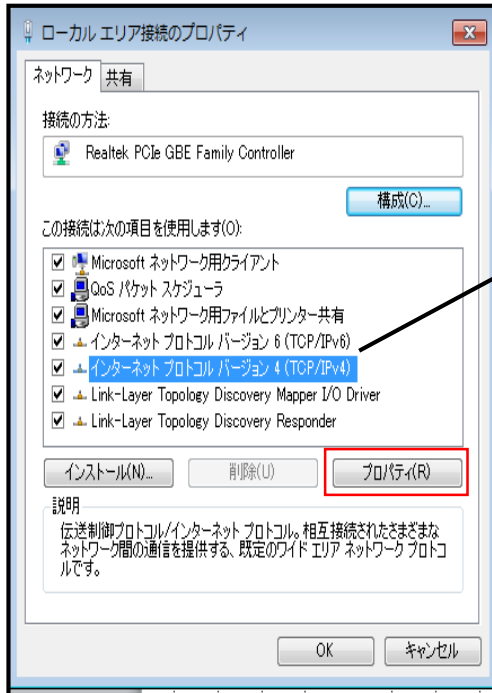 ローカル エリア接続のプロパティ
ネットワーク 共有
接続の方法:
Realtek PCIe GBE Family Controller
構成(C)...
この接続は次の項目を使用します(O):
Microsoft ネットワーク用クライアント
QoS パケット スケジューラ
Microsoft ネットワーク用ファイルとプリンター共有
インターネット プロトコル バージョン 6 (TCP/IPv6)
インターネット プロトコル バージョン 4 (TCP/IPv4)
Link-Layer Topology Discovery Mapper I/O Driver
Link-Layer Topology Discovery Responder
インストール(N)... 削除(U) プロパティ(R)
説明
伝送制御プロトコル/インターネット プロトコル。相互接続されたさまざまな
ネットワーク間の通信を提供する、既定のワイド エリア ネットワーク プロトコ
ルです。
OK キャンセル